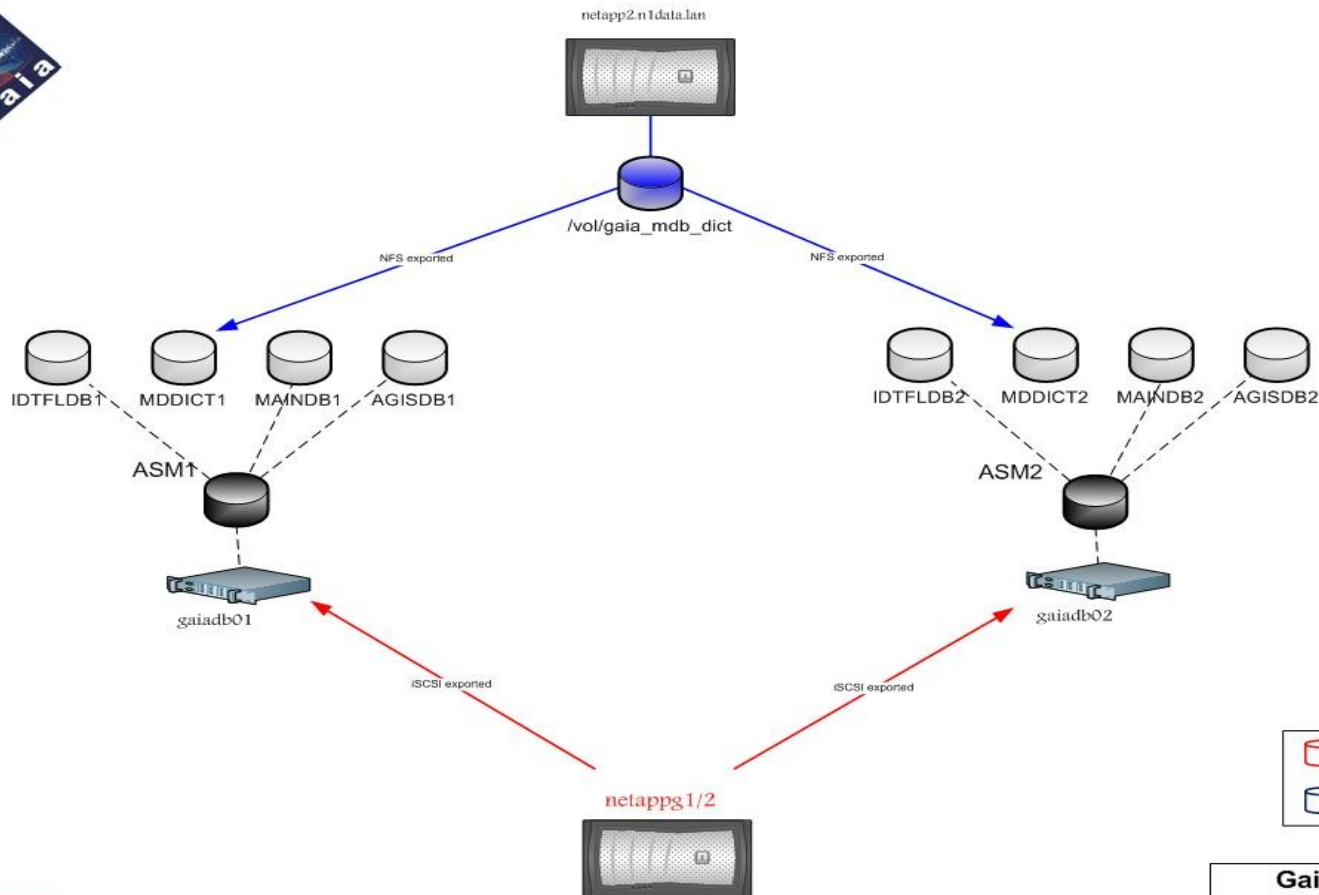 netapp2.n1data.lan
aia
/vol/gaia_mdb_dict
NFS exported
NFS exported
IDTFLDB1
MDDICT1
MAINDB1
AGISDB1
IDTFLDB2
MDDICT2
MAINDB2
AGISDB2
ASM1
ASM2
gaiadb01
gaiadb02
iSCSI exported
iSCSI exported
netappg1/2
Gai